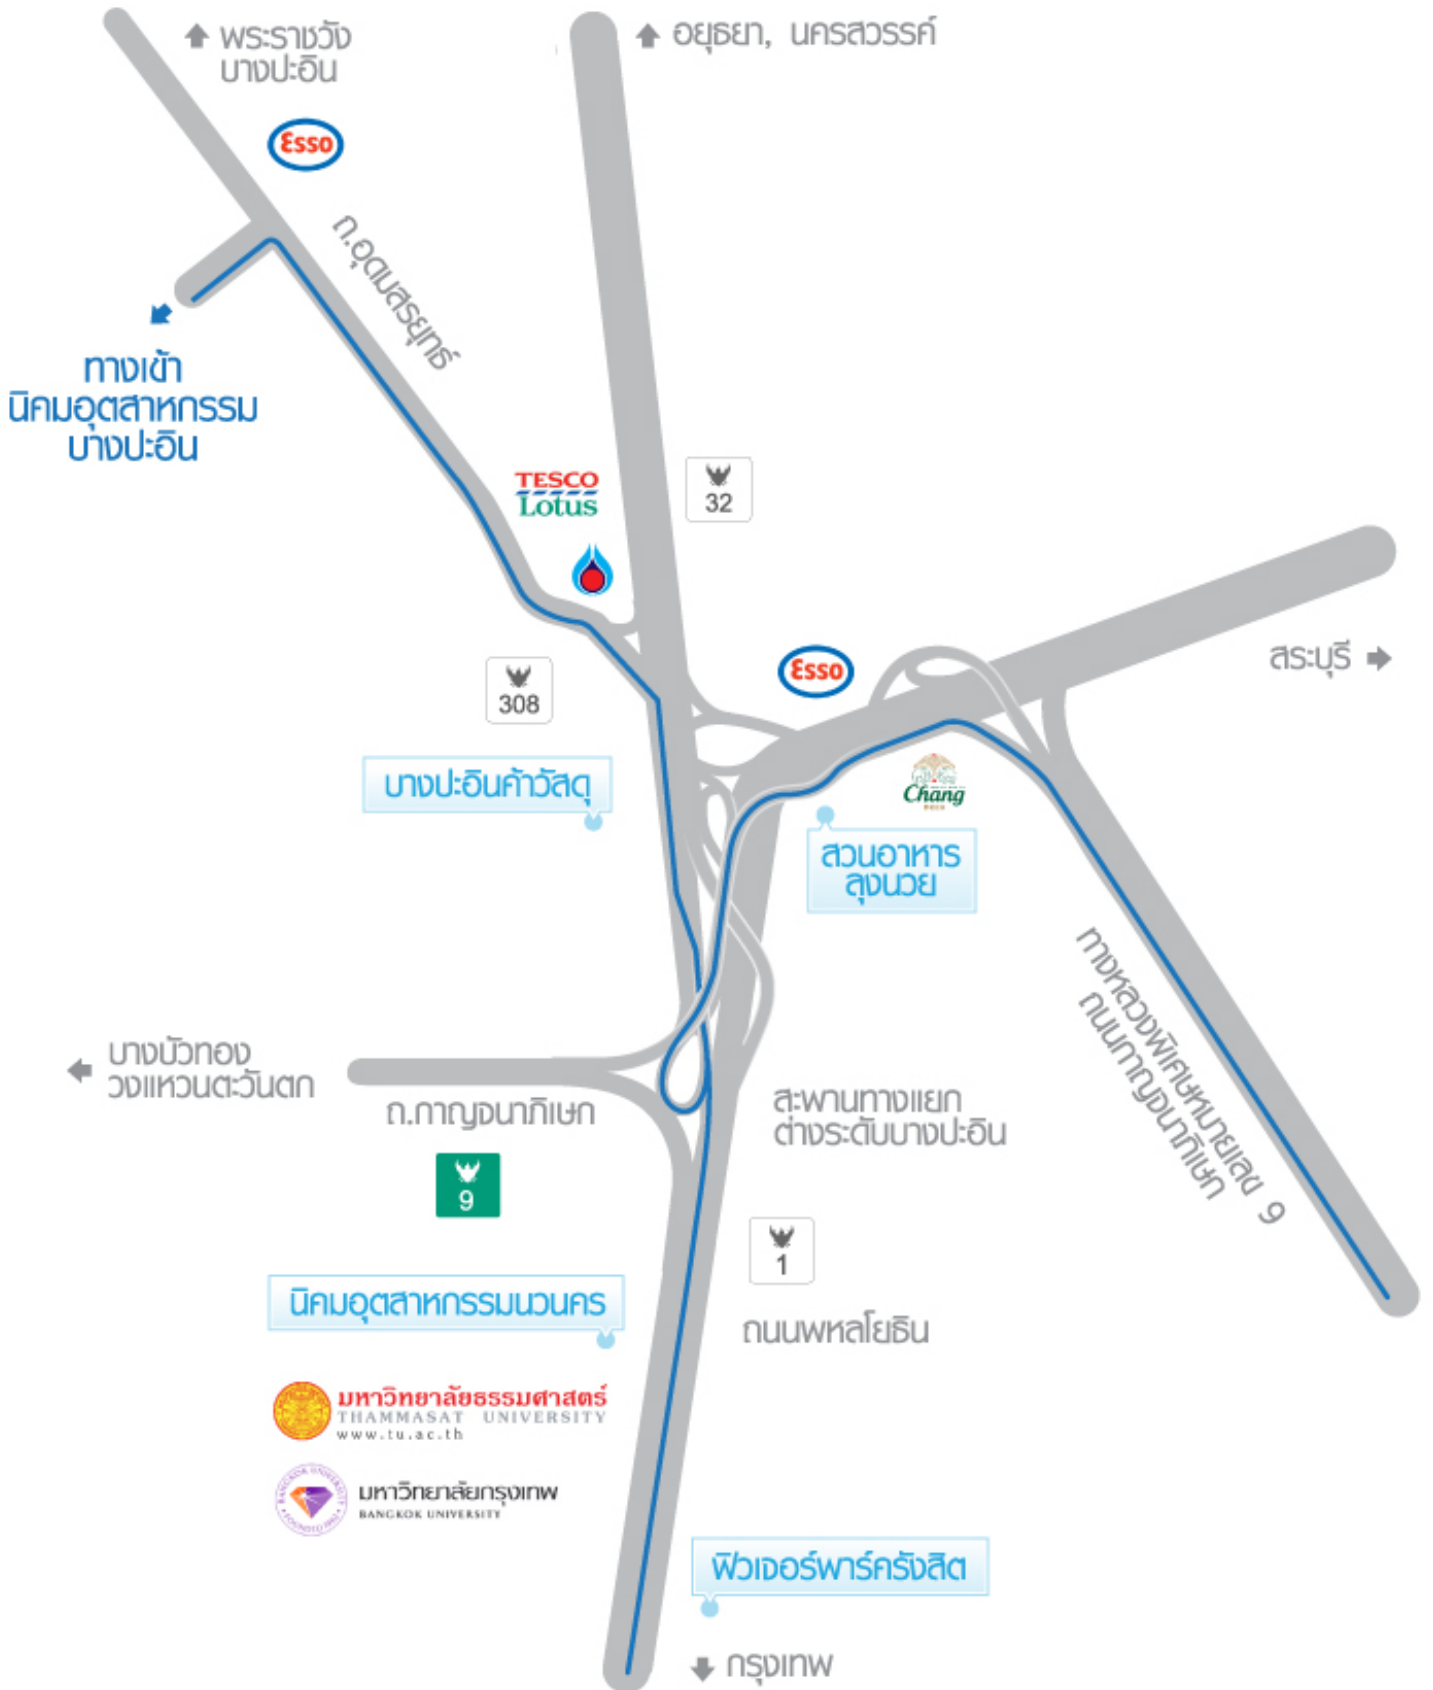 พระราชวัง
บางปะอิน
อยุธยา, นครสวรรค์
Esso
ถ.อุดมสรยุทธ์
ทางเข้า
นิคมอุตสาหกรรม
บางปะอิน
TESCO
Lotus
32
308
Esso
สระบุรี
บางปะอินค้าวัสดุ
Chang
สวนอาหาร
ลุงนวย
ทางหลวงพิเศษหมายเลข 9
ถนนกาญจนาภิเษก
บางบัวทอง
วงแหวนตะวันตก
ถ.กาญจนาภิเษก
สะพานทางแยก
ต่างระดับบางปะอิน
9
1
นิคมอุตสาหกรรมนวนคร
ถนนพหลโยธิน
มหาวิทยาลัยธรรมศาสตร์
THAMMASAT UNIVERSITY
www.tu.ac.th
BANGKOK UNIVERSITY
มหาวิทยาลัยกรุงเทพ
BANGKOK UNIVERSITY
ฟิวเจอร์พาร์ครังสิต
กรุงเทพ